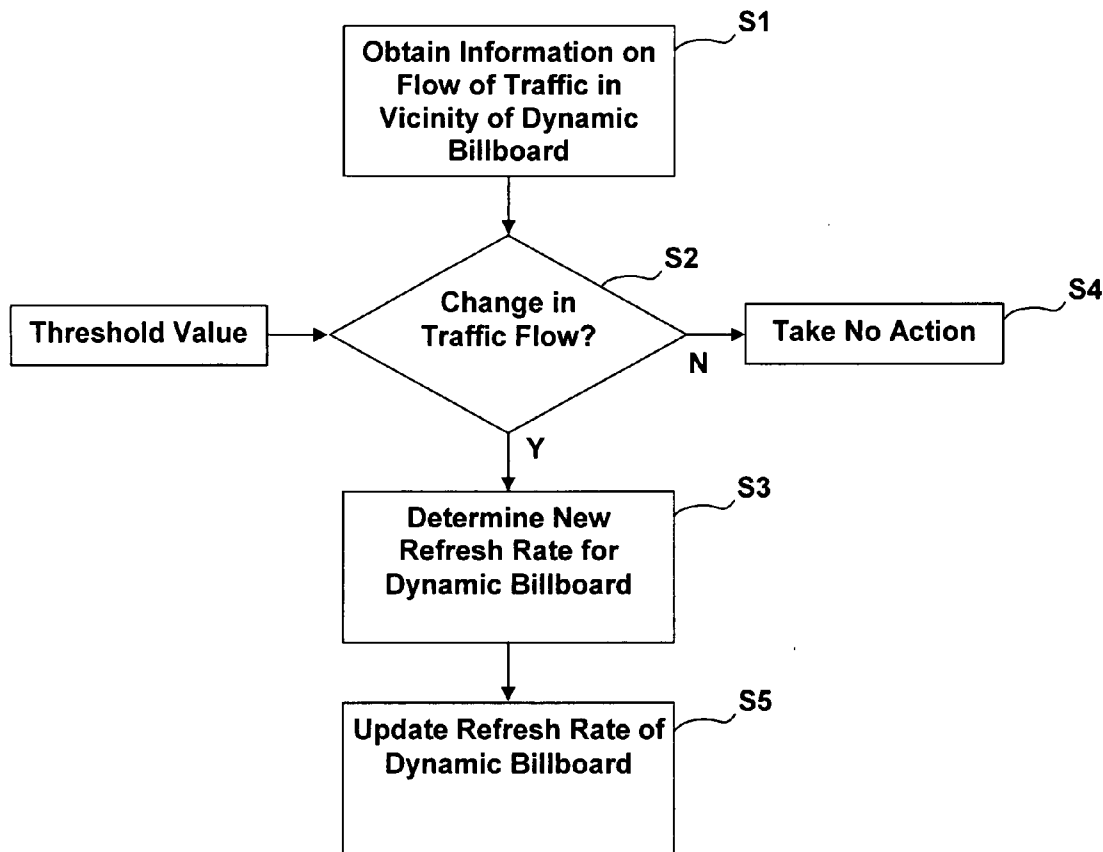 S1
Obtain Information on
Flow of Traffic in
Vicinity of Dynamic
Billboard
S2
Change in
Traffic Flow?
Threshold Value
S4
Take No Action
N
Y
S3
Determine New
Refresh Rate for
Dynamic Billboard
S5
Update Refresh Rate of
Dynamic Billboard